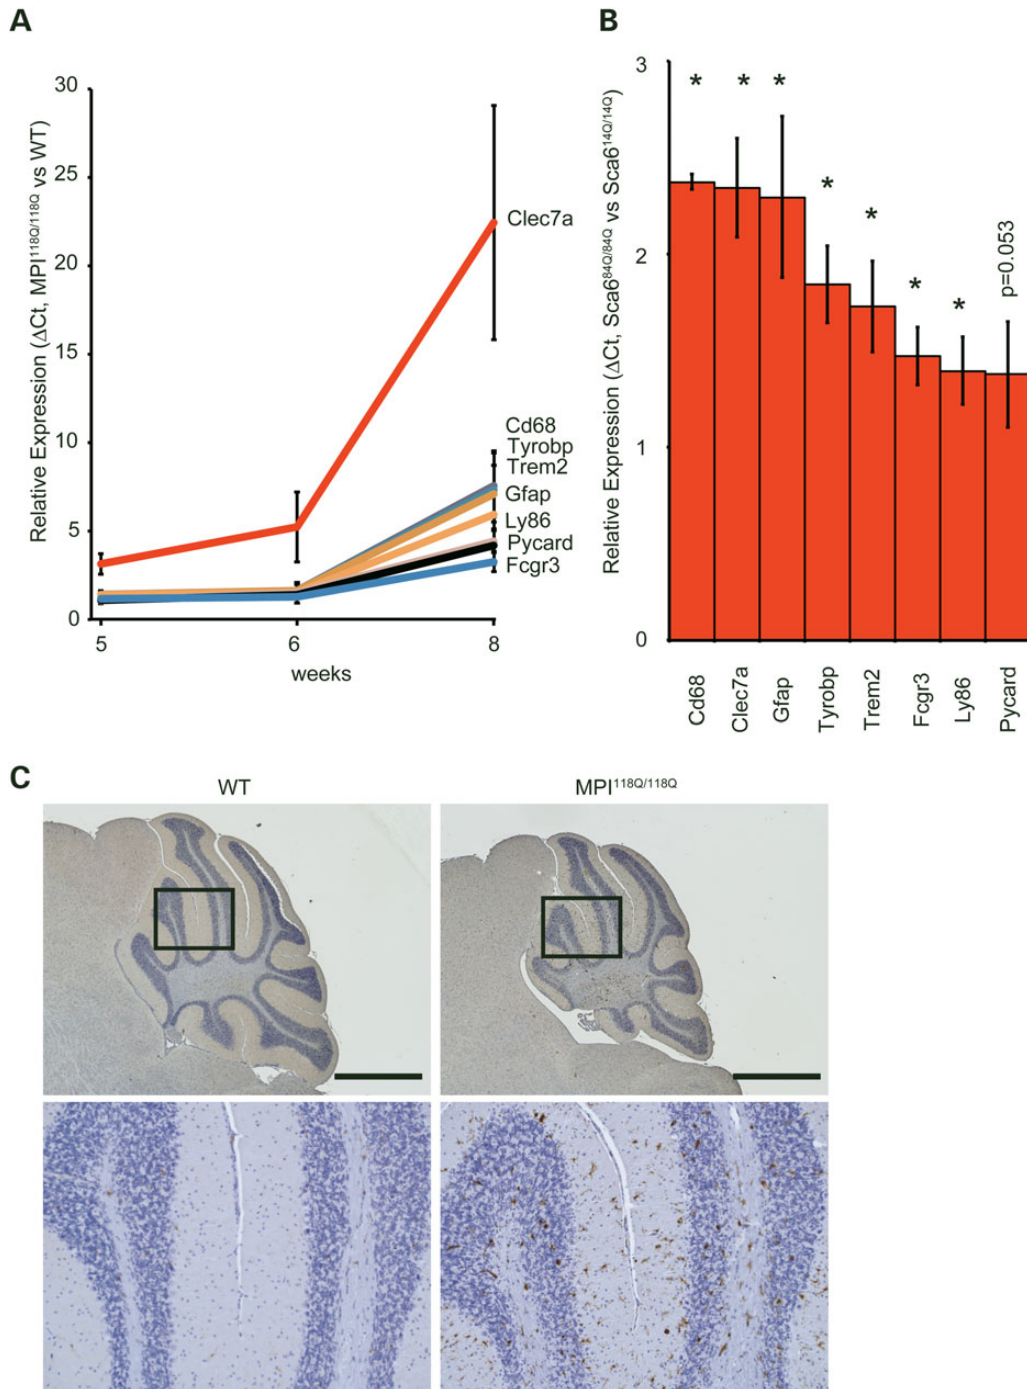 A
Relative Expression (ΔCt, MPI118Q/118Q vs WT)
30
25
20
15
10
5
0
5
6
8
weeks
Clec7a
Cd68
Tyrobp
Trem2
Gfap
Ly86
Pycard
Fcgr3
B
Relative Expression (ΔCt, Sca684Q/84Q vs Sca614Q/14Q)
3
2
1
0
*
*
*
*
*
*
*
p=0.053
Cd68
Clec7a
Gfap
Tyrobp
Trem2
Fcgr3
Ly86
Pycard
C
WT
MPI118Q/118Q